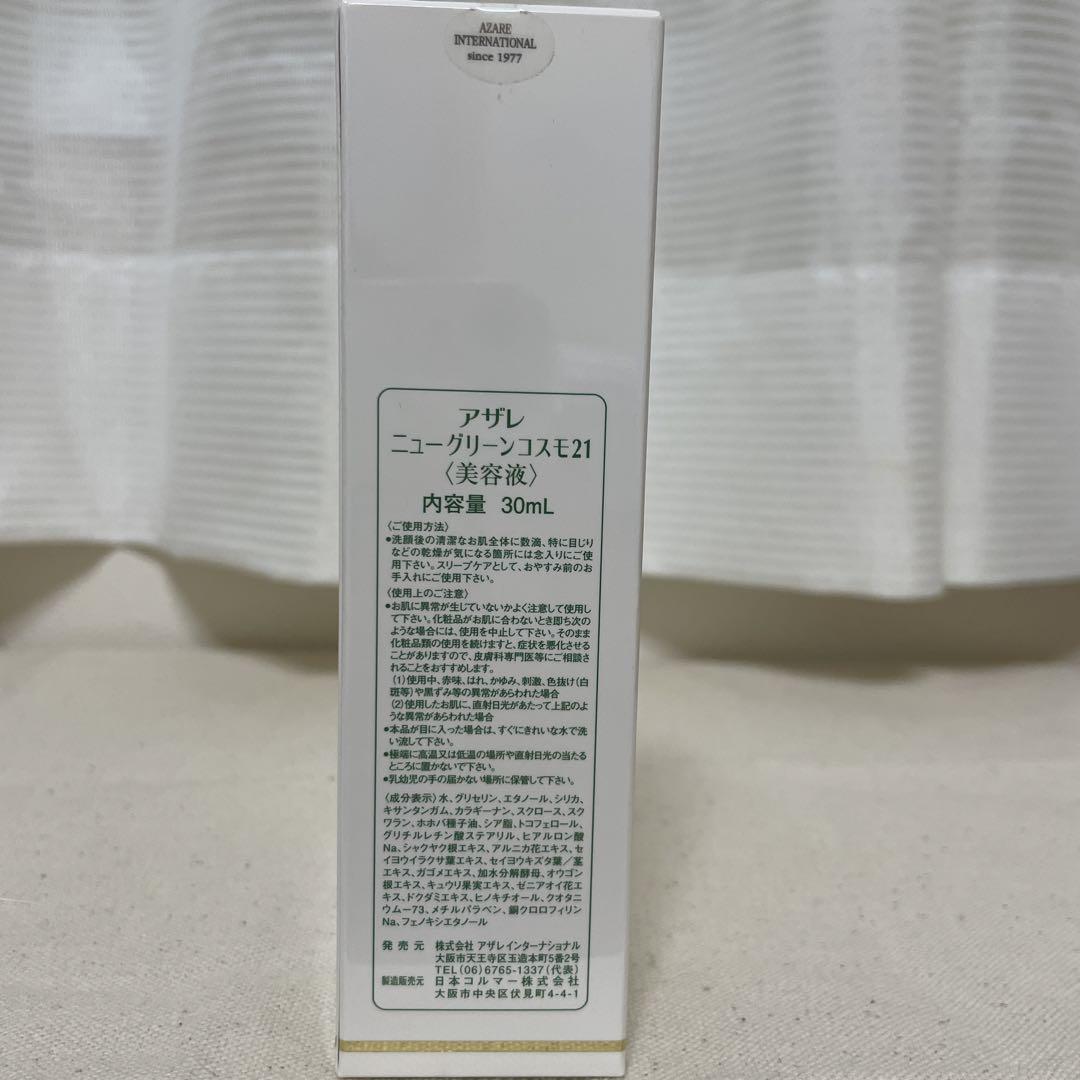 AZARE
INTERNATIONAL
since 1977
アザレ
ニューグリーンコスモ21
〈美容液〉
内容量 30mL
〈ご使用方法〉
●洗顔後の清潔なお肌全体に数滴、特に目じり
などの乾燥が気になる箇所には念入りにご使
用下さい。スリープケアとして、おやすみ前のお
手入れにご使用下さい。
〈使用上のご注意〉
●お肌に異常が生じていないかよく注意して使用し
て下さい。化粧品がお肌に合わないとき即ち次の
ような場合には、使用を中止して下さい。そのまま
化粧品類の使用を続けますと、症状を悪化させる
ことがありますので、皮膚科専門医等にご相談さ
れることをおすすめします。
(1)使用中、赤味、はれ、かゆみ、刺激、色抜け(白
斑等)や黒ずみ等の異常があらわれた場合
(2)使用したお肌に、直射日光があたって上記のよ
うな異常があらわれた場合
●本品が目に入った場合は、すぐにきれいな水で洗
い流して下さい。
●極端に高温又は低温の場所や直射日光の当たる
ところに置かないで下さい。
●乳幼児の手の届かない場所に保管して下さい。
〈成分表示〉水、グリセリン、エタノール、シリカ、
キサンタンガム、カラギーナン、スクロース、スク
ワラン、ホホバ種子油、シア脂、トコフェロール、
グリチルレチン酸ステアリル、ヒアルロン酸
Na、シャクヤク根エキス、アルニカ花エキス、セ
イヨウイラクサ葉エキス、セイヨウキズタ葉/茎
エキス、ガゴメエキス、加水分解酵母、オウゴン
根エキス、キュウリ果実エキス、ゼニアオイ花エ
キス、ドクダミエキス、ヒノキチオール、クオタニ
ウム－73、メチルパラベン、銅クロロフィリン
Na、フェノキシエタノール
発売元 株式会社 アザレインターナショナル
大阪市天王寺区玉造本町5番2号
TEL(06)6765-1337(代表)
製造販売元 日本コルマー株式会社
大阪市中央区伏見町4-4-1